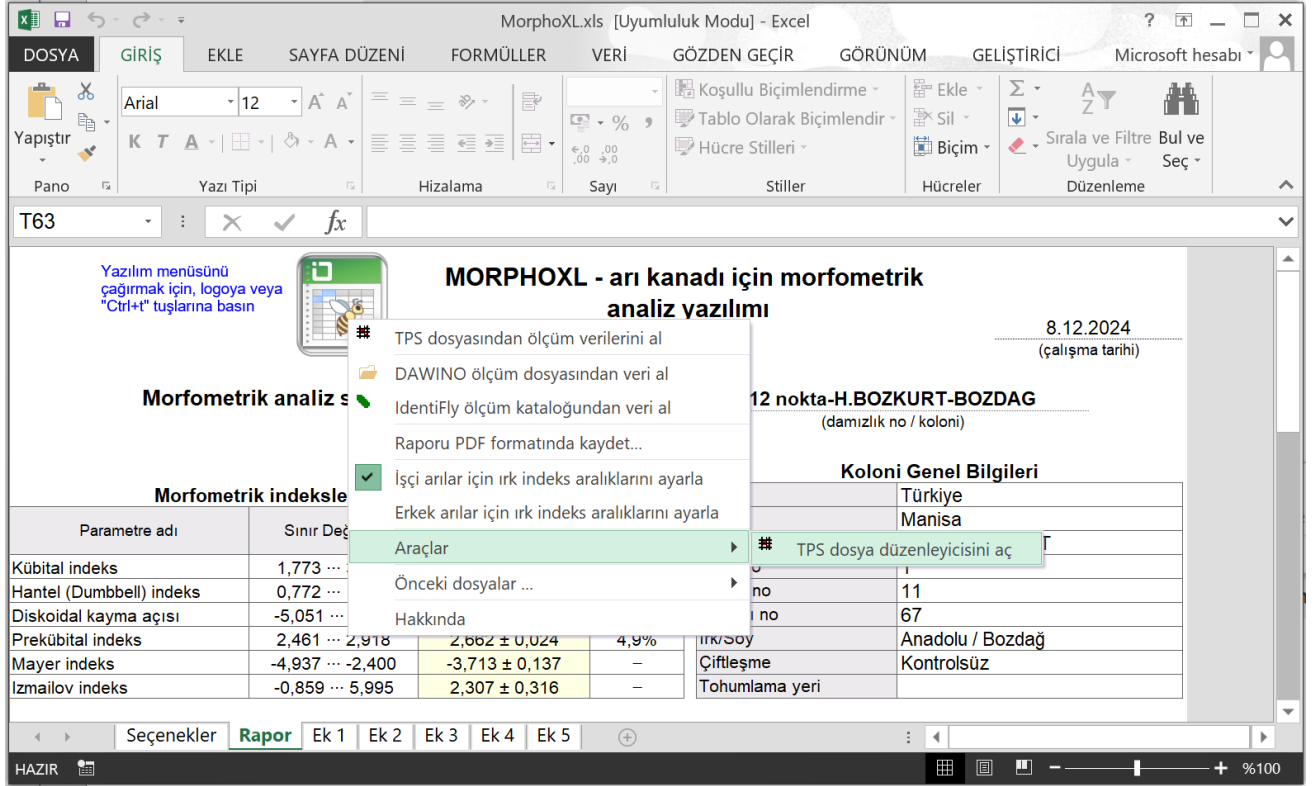 MorphoXL.xls [Uyumluluk Modu] - Excel
DOSYA GİRİŞ EKLE SAYFA DÜZENİ FORMÜLLER VERİ GÖZDEN GEÇİR GÖRÜNÜM GELİŞTİRİCİ Microsoft hesabı
Yapıştır
Arial 12
K T A
%
Koşullu Biçimlendirme
Tablo Olarak Biçimlendir
Hücre Stilleri
Ekle
Sil
Biçim
Sırala ve Filtre Uygula
Bul ve Seç
Pano Yazı Tipi Hizalama Sayı Stiller Hücreler Düzenleme
T63 fx
Yazılım menüsünü
çağırmak için, logoya veya
"Ctrl+t" tuşlarına basın
MORPHOXL - arı kanadı için morfometrik
analiz yazılımı
8.12.2024
(çalışma tarihi)
Morfometrik analiz
12 nokta-H.BOZKURT-BOZDAG
(damızlık no / koloni)
TPS dosyasından ölçüm verilerini al
DAWINO ölçüm dosyasından veri al
IdentiFly ölçüm kataloğundan veri al
Raporu PDF formatında kaydet...
İşçi arılar için ırk indeks aralıklarını ayarla
Erkek arılar için ırk indeks aralıklarını ayarla
Araçlar
Önceki dosyalar ...
Hakkında
TPS dosya düzenleyicisini aç
Morfometrik indeksle
Parametre adı Sınır Değ
Kübital indeks 1,773 ...
Hantel (Dumbbell) indeks 0,772 ...
Diskoidal kayma açısı -5,051 ...
Prekübital indeks 2,461 ... 2,918 2,662 ± 0,024 4,9%
Mayer indeks -4,937 ... -2,400 -3,713 ± 0,137 –
Izmailov indeks -0,859 ... 5,995 2,307 ± 0,316 –
Koloni Genel Bilgileri
Türkiye
Manisa
T
1
no 11
no 67
Irk/Soy Anadolu / Bozdağ
Çiftleşme Kontrolsüz
Tohumlama yeri
Seçenekler Rapor Ek 1 Ek 2 Ek 3 Ek 4 Ek 5
HAZIR %100